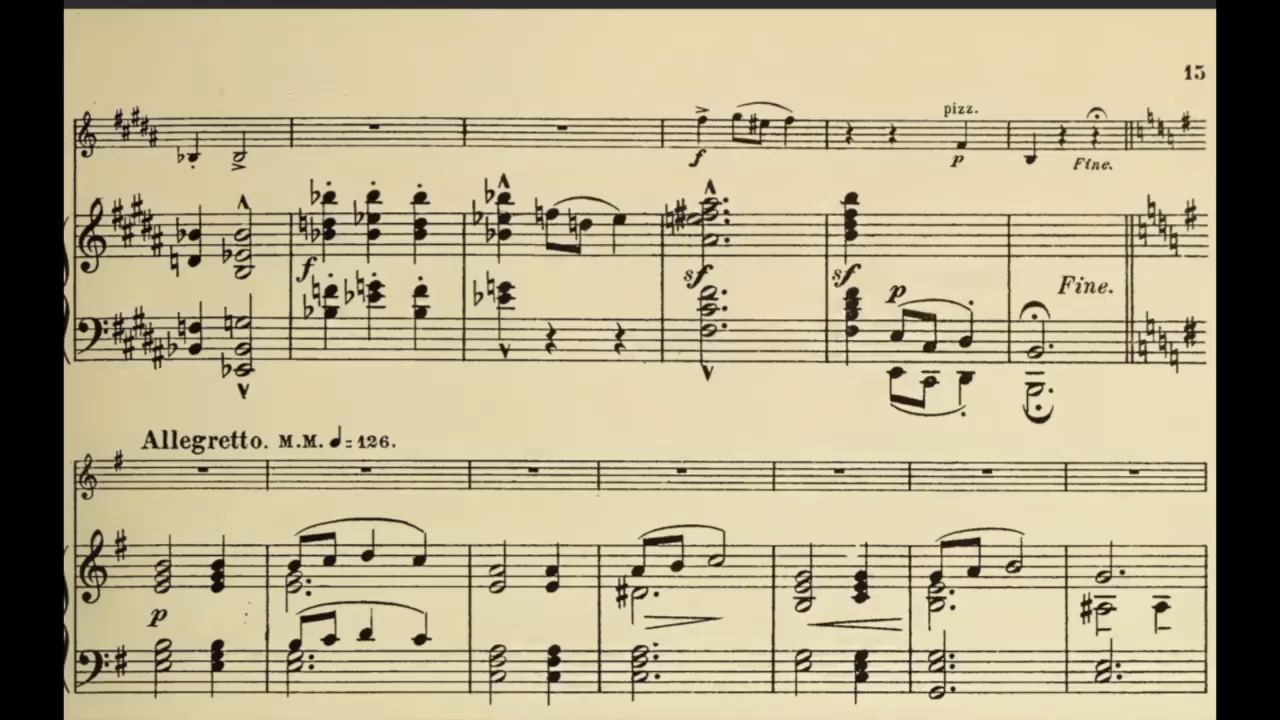 15
pizz.
f p Fine.
f sf sf Fine.
p
Allegretto. M.M. ♩=126.
p